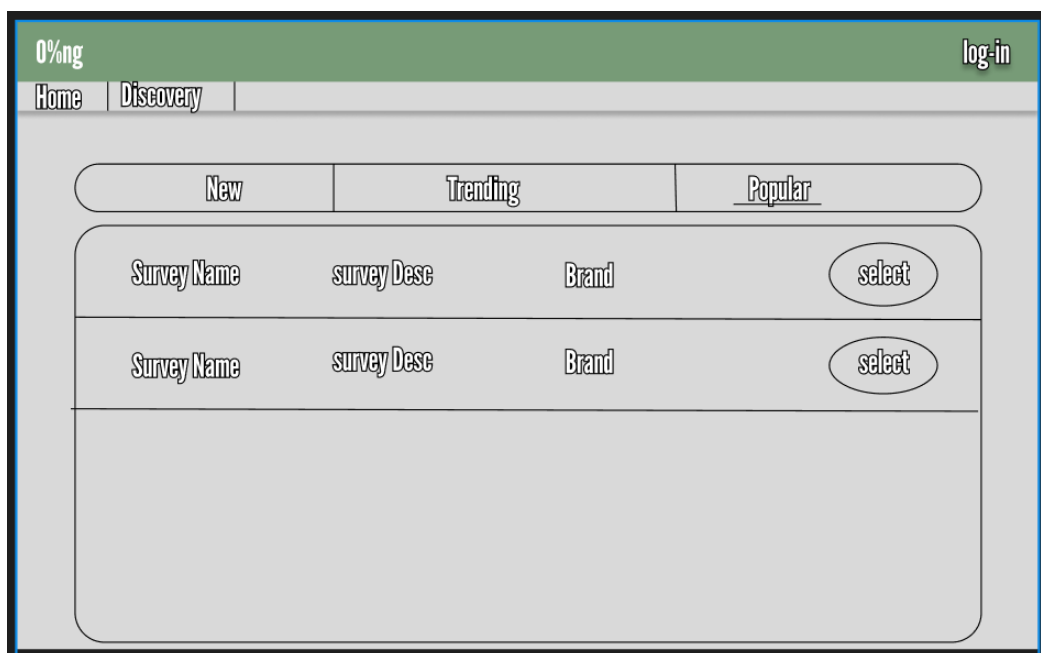 0%ng log-in
Home Discovery
New Trending Popular
Survey Name survey Desc Brand select
Survey Name survey Desc Brand select